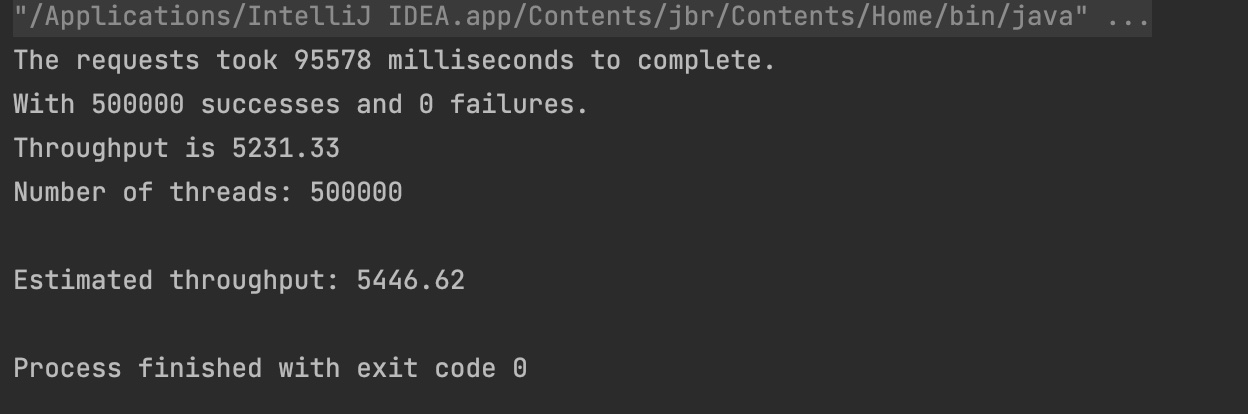 "/Applications/IntelliJ IDEA.app/Contents/jbr/Contents/Home/bin/java" ...
The requests took 95578 milliseconds to complete.
With 500000 successes and 0 failures.
Throughput is 5231.33
Number of threads: 500000
Estimated throughput: 5446.62
Process finished with exit code 0